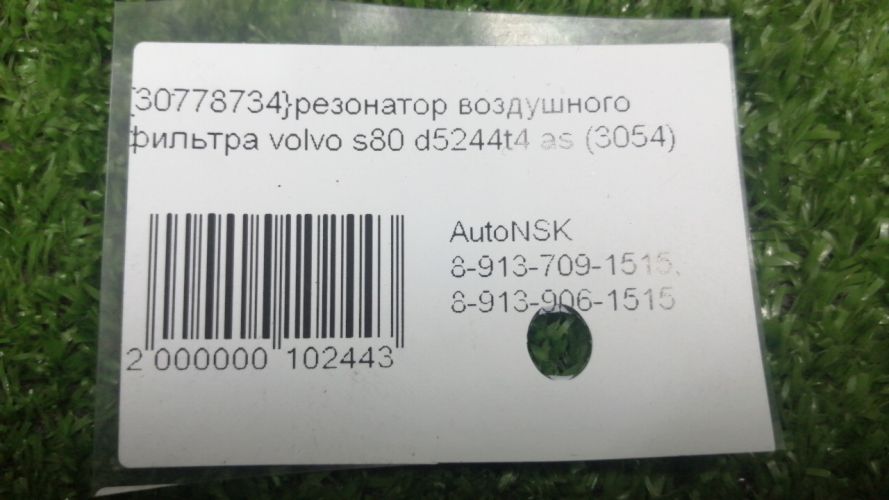 {30778734}резонатор воздушного
фильтра volvo s80 d5244t4 as (3054)
AutoNSK
8-913-709-1515,
8-913-906-1515
2 000000 102443